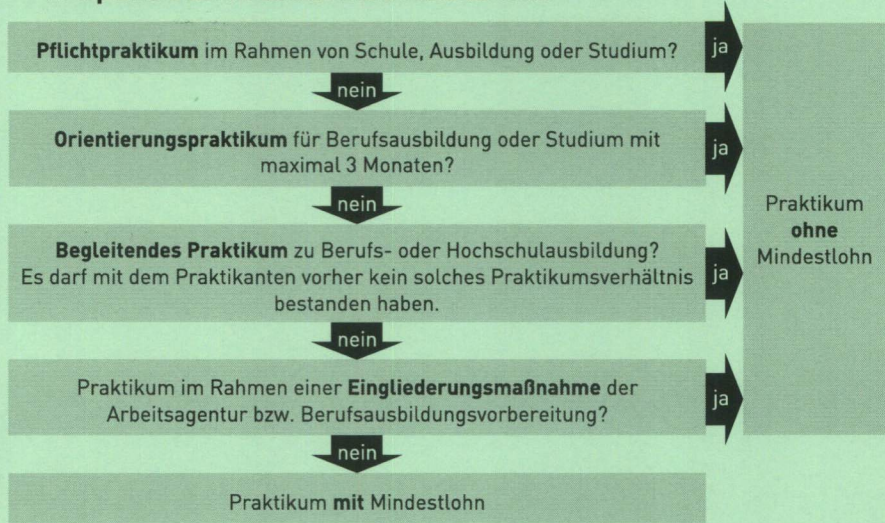 Pflichtpraktikum im Rahmen von Schule, Ausbildung oder Studium?
ja
nein
Orientierungspraktikum für Berufsausbildung oder Studium mit
maximal 3 Monaten?
ja
nein
Begleitendes Praktikum zu Berufs- oder Hochschulausbildung?
Es darf mit dem Praktikanten vorher kein solches Praktikumsverhältnis
bestanden haben.
ja
nein
Praktikum im Rahmen einer Eingliederungsmaßnahme der
Arbeitsagentur bzw. Berufsausbildungsvorbereitung?
ja
nein
Praktikum mit Mindestlohn
Praktikum
ohne
Mindestlohn